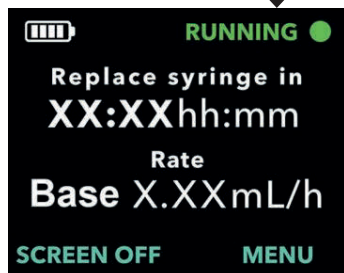 RUNNING
Replace syringe in
XX:XXhh:mm
Rate
Base X.XXmL/h
SCREEN OFF MENU